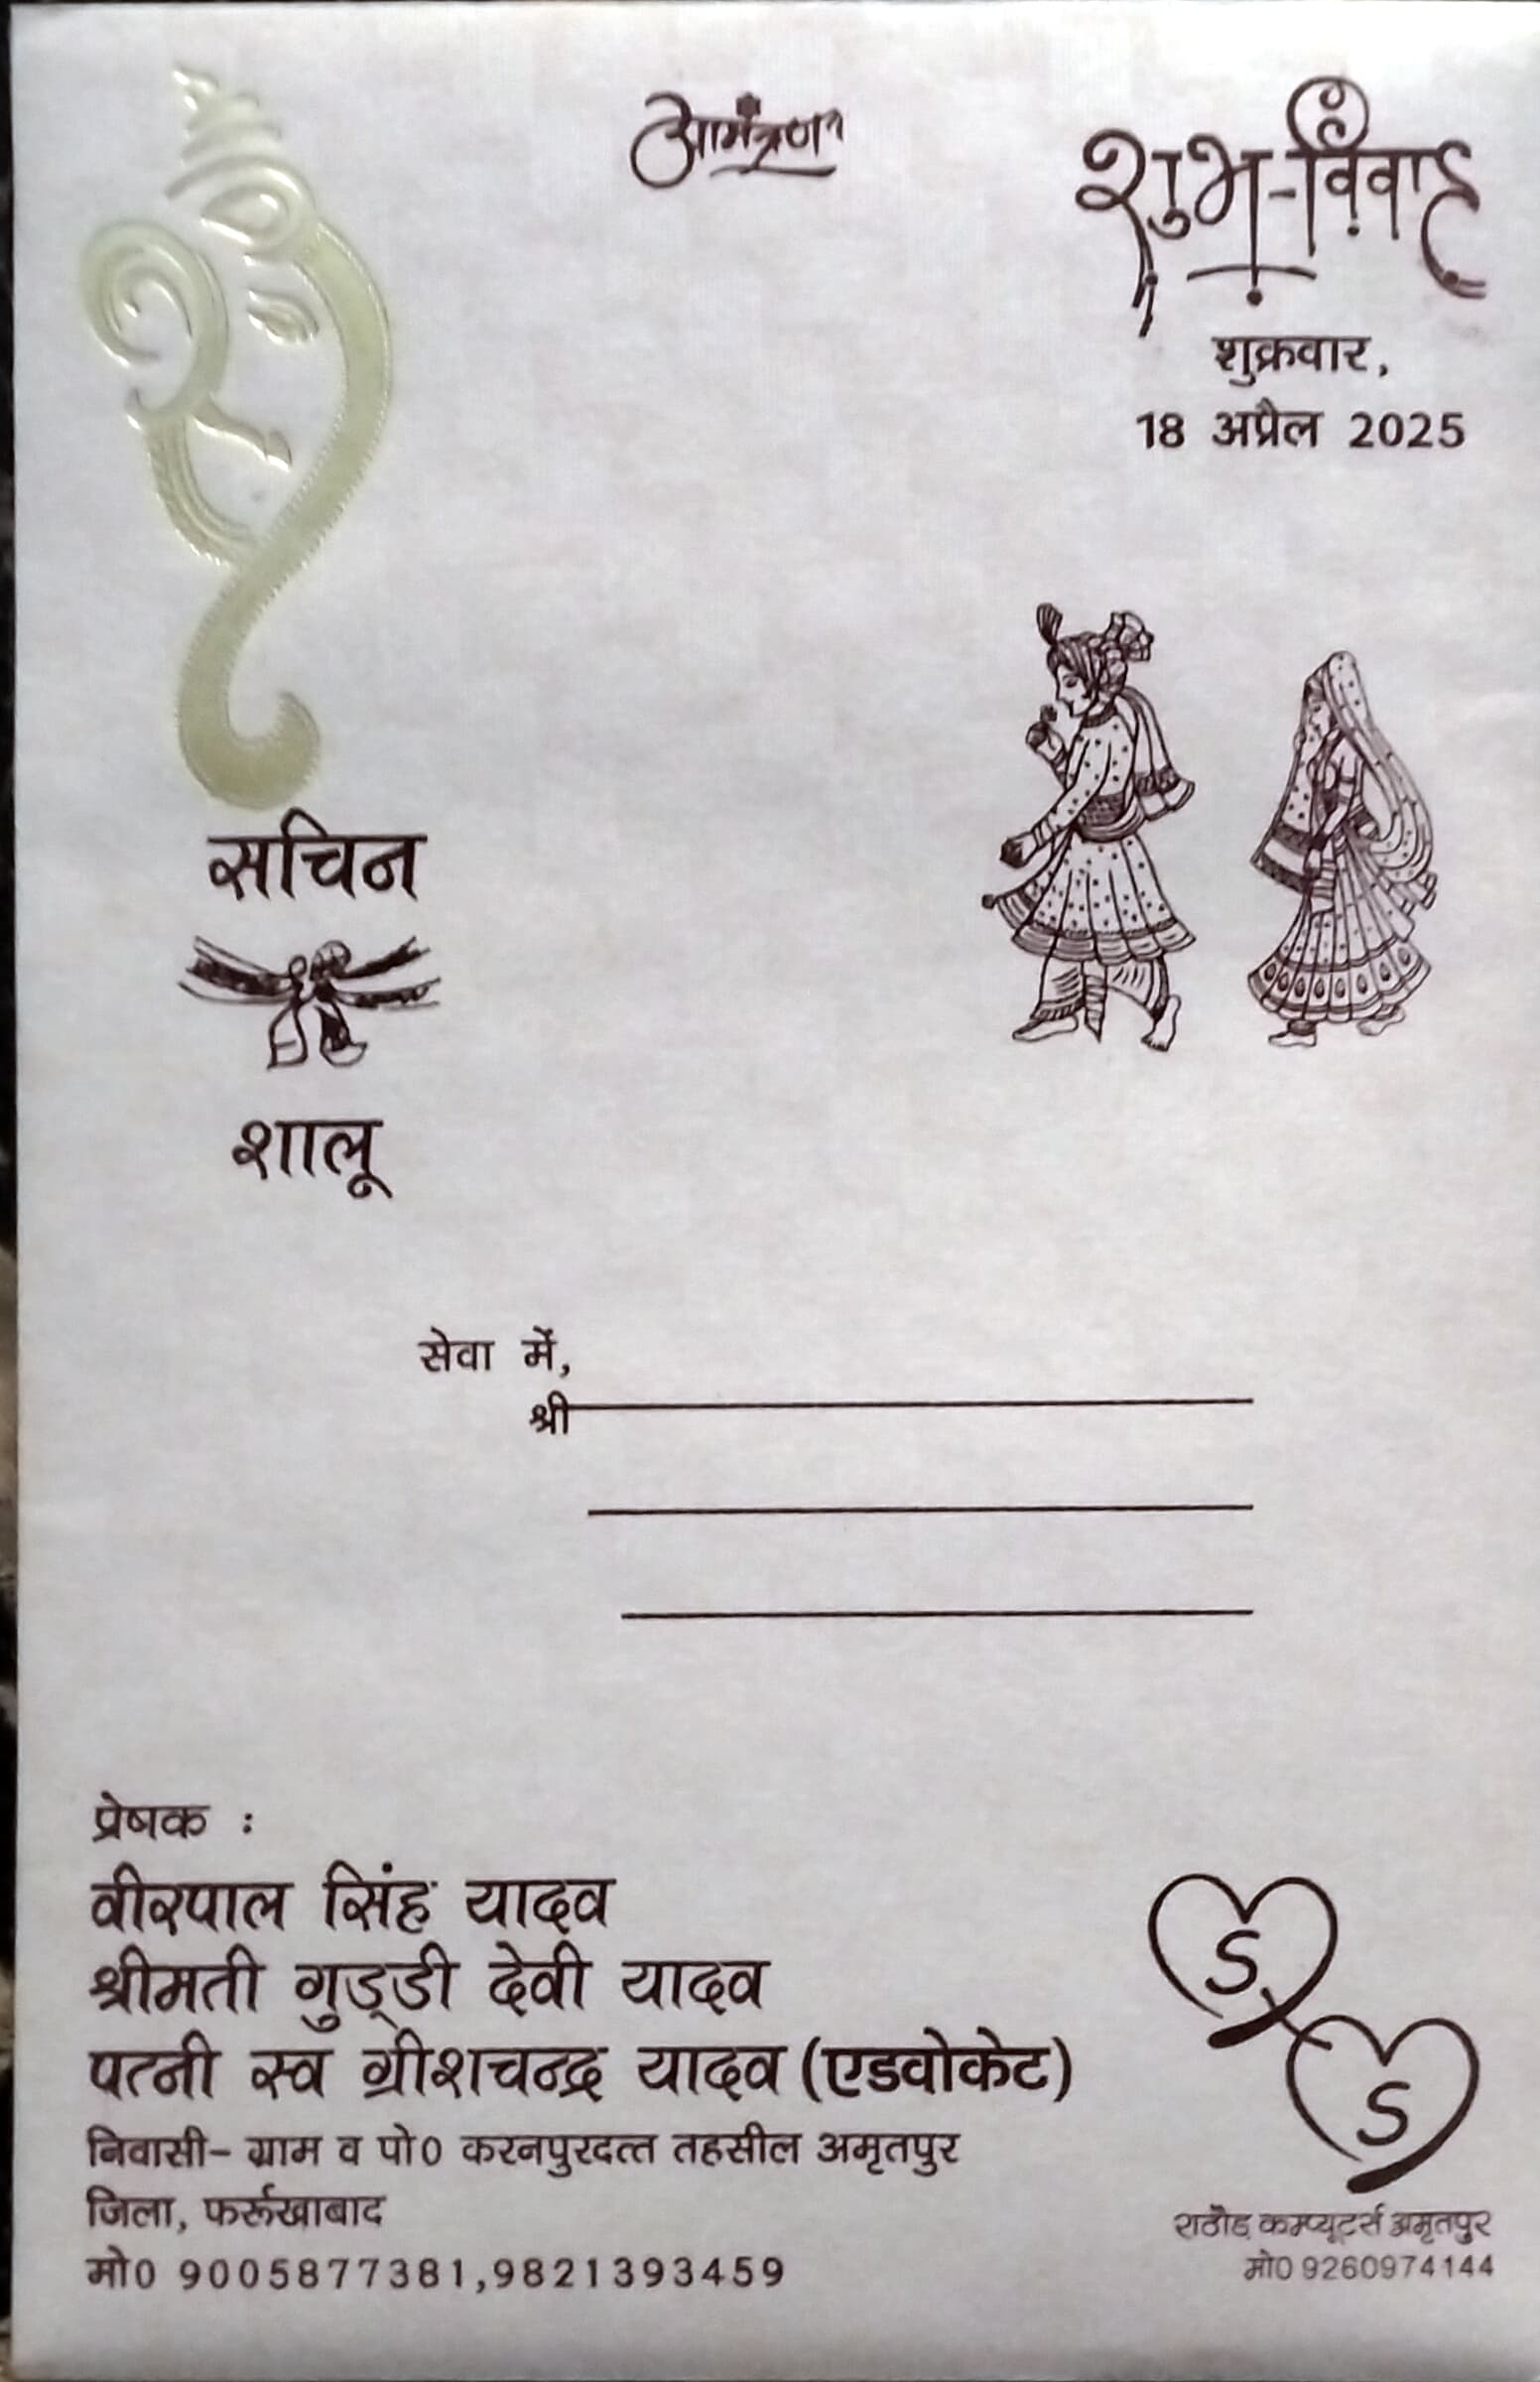 आमंत्रण
शुभ-विवाह
शुक्रवार,
18 अप्रैल 2025
सचिन
शालू
सेवा में,
श्री
प्रेषक :
वीरपाल सिंह यादव
श्रीमती गुड्डी देवी यादव
पत्नी स्व ग्रीशचन्द्र यादव (एडवोकेट)
निवासी- ग्राम व पो0 करनपुरदत्त तहसील अमृतपुर
जिला, फर्रूखाबाद
मो0 9005877381,9821393459
S
S
राठौड़ कम्प्यूटर्स अमृतपुर
मो0 9260974144